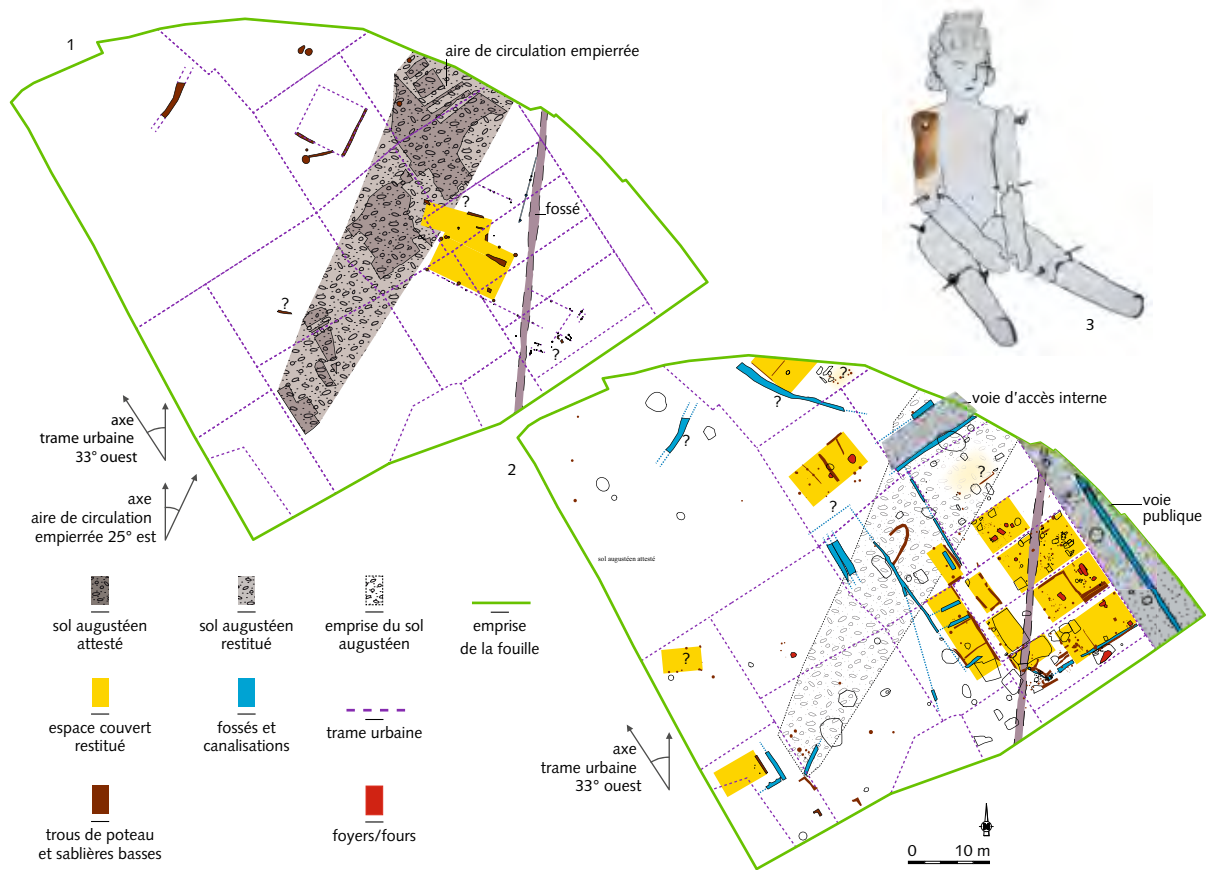 1
aire de circulation empierrée
?
fossé
?
?
3
axe
trame urbaine
33° ouest
axe
aire de circulation
empierrée 25° est
2
?
?
voie d’accès interne
?
?
?
voie
publique
sol augustéen attesté
?
axe
trame urbaine
33° ouest
0 10 m
sol augustéen
attesté
sol augustéen
restitué
emprise du sol
augustéen
emprise
de la fouille
espace couvert
restitué
fossés et
canalisations
trame urbaine
trous de poteau
et sablières basses
foyers/fours